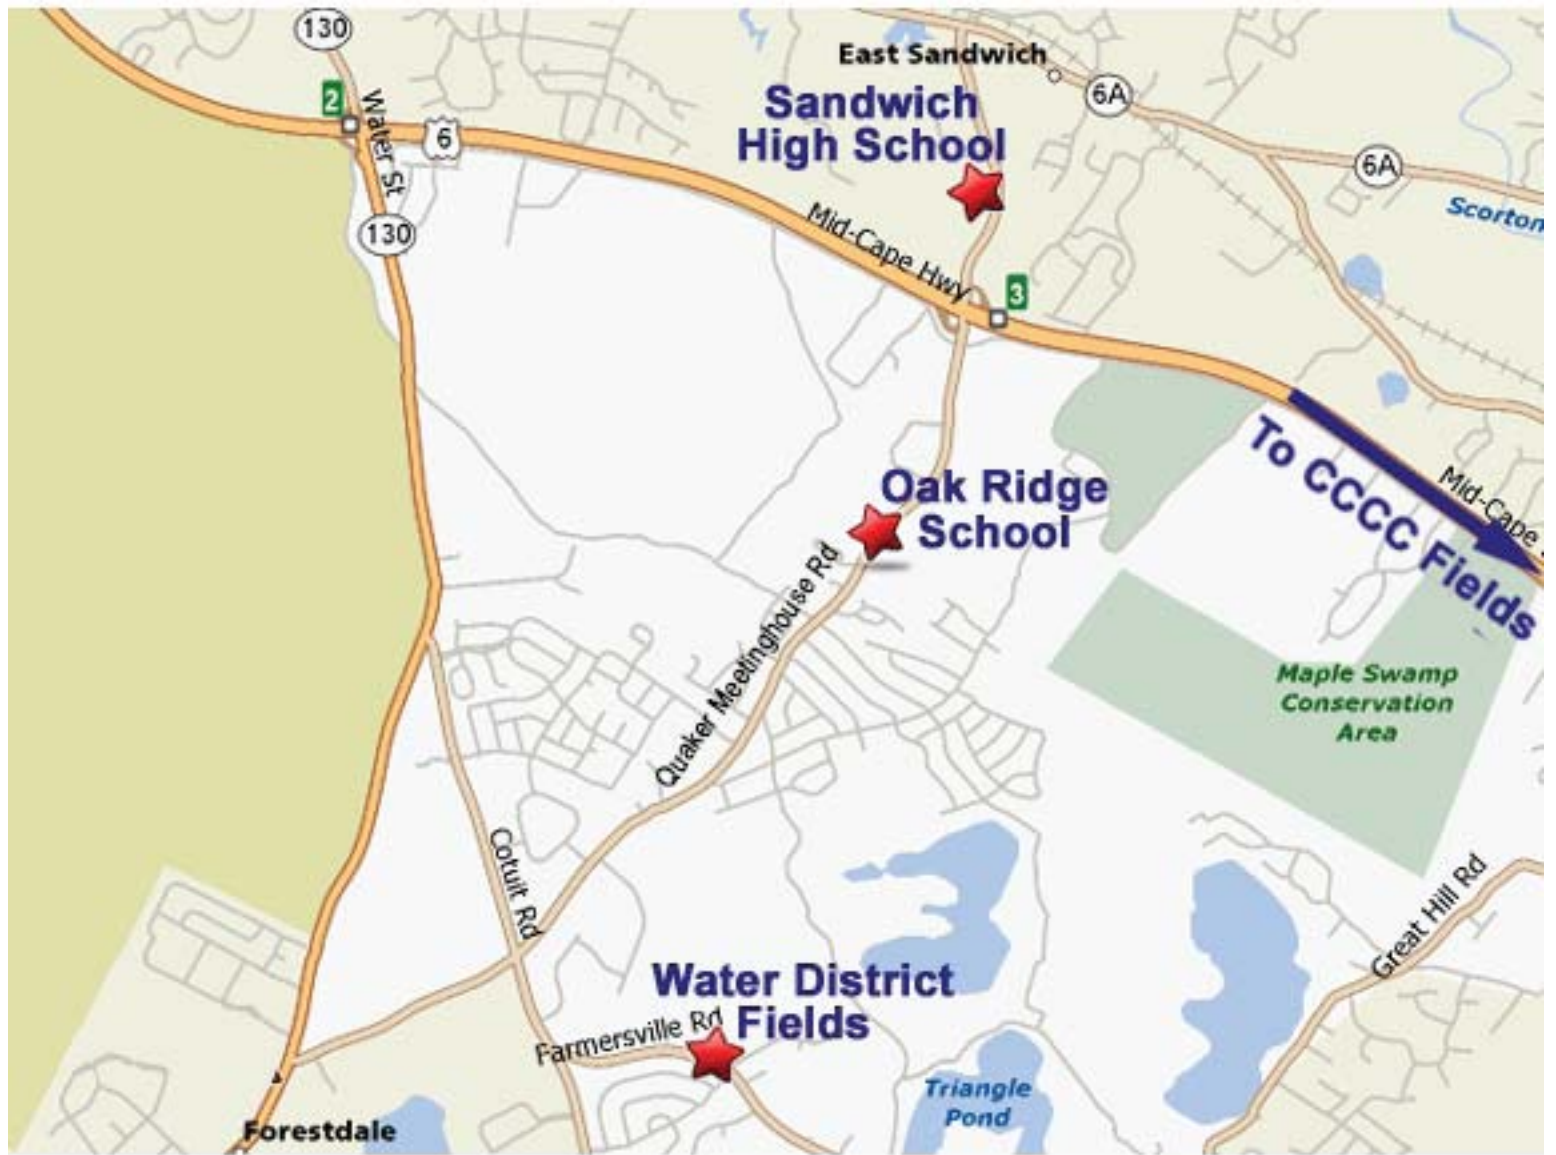 130
East Sandwich
6A
2
Water St
6
Sandwich
High School
6A
130
Scorton
Mid-Cape Hwy
3
To CCCC Fields
Mid-Cape
Oak Ridge
School
Quaker Meetinghouse Rd
Maple Swamp
Conservation
Area
Cotuit Rd
Great Hill Rd
Water District
Fields
Farmersville Rd
Triangle
Pond
Forestdale